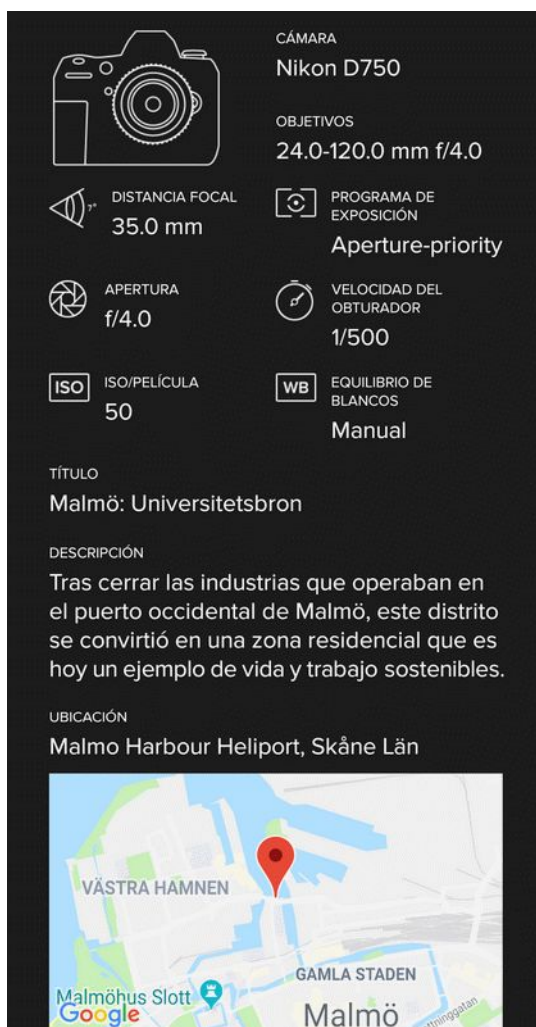 CÁMARA
Nikon D750
OBJETIVOS
24.0-120.0 mm f/4.0
7°
DISTANCIA FOCAL
35.0 mm
PROGRAMA DE
EXPOSICIÓN
Aperture-priority
APERTURA
f/4.0
VELOCIDAD DEL
OBTURADOR
1/500
ISO
ISO/PELÍCULA
50
WB
EQUILIBRIO DE
BLANCOS
Manual
TÍTULO
Malmö: Universitetsbron
DESCRIPCIÓN
Tras cerrar las industrias que operaban en
el puerto occidental de Malmö, este distrito
se convirtió en una zona residencial que es
hoy un ejemplo de vida y trabajo sostenibles.
UBICACIÓN
Malmo Harbour Heliport, Skåne Län
VÄSTRA HAMNEN
GAMLA STADEN
Malmöhus Slott
Google
Malmö